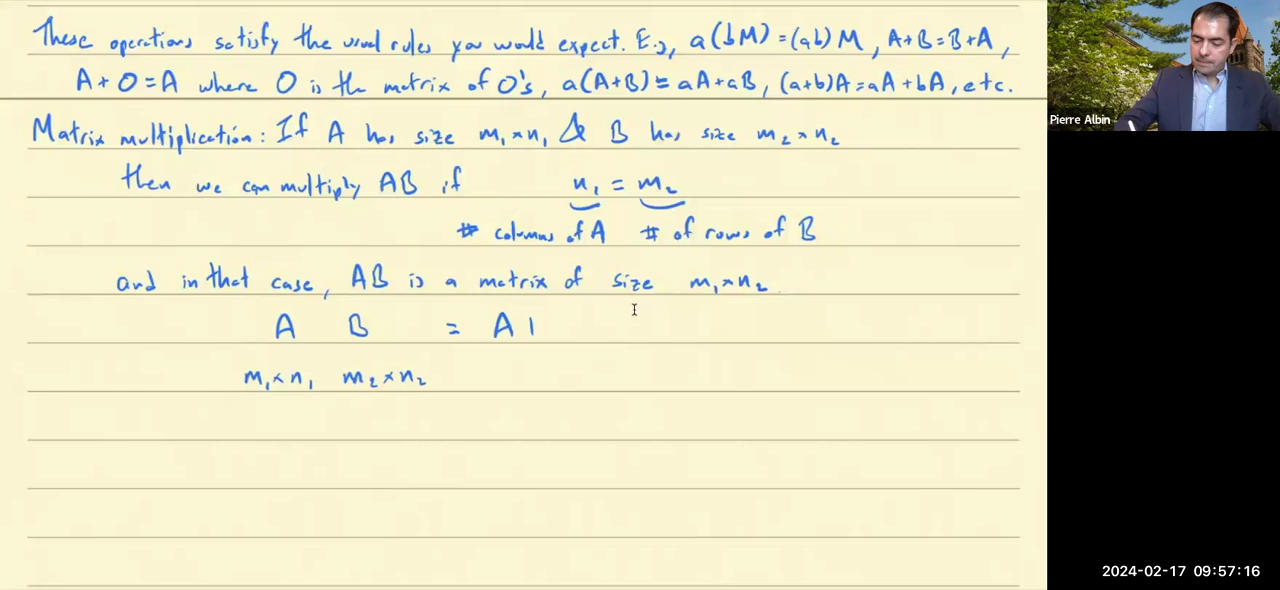 These operations satisfy the usual rules you would expect. E.g., a(bM)=(ab)M, A+B=B+A,
A+O=A where O is the matrix of O's, a(A+B)=aA+aB, (a+b)A=aA+bA, etc.
Matrix multiplication: If A has size m₁×n₁ & B has size m₂×n₂
then we can multiply AB if n₁ = m₂
# columns of A # of rows of B
and in that case, AB is a matrix of size m₁×n₂.
A B = A |
m₁×n₁ m₂×n₂
Pierre Albin
2024-02-17 09:57:16